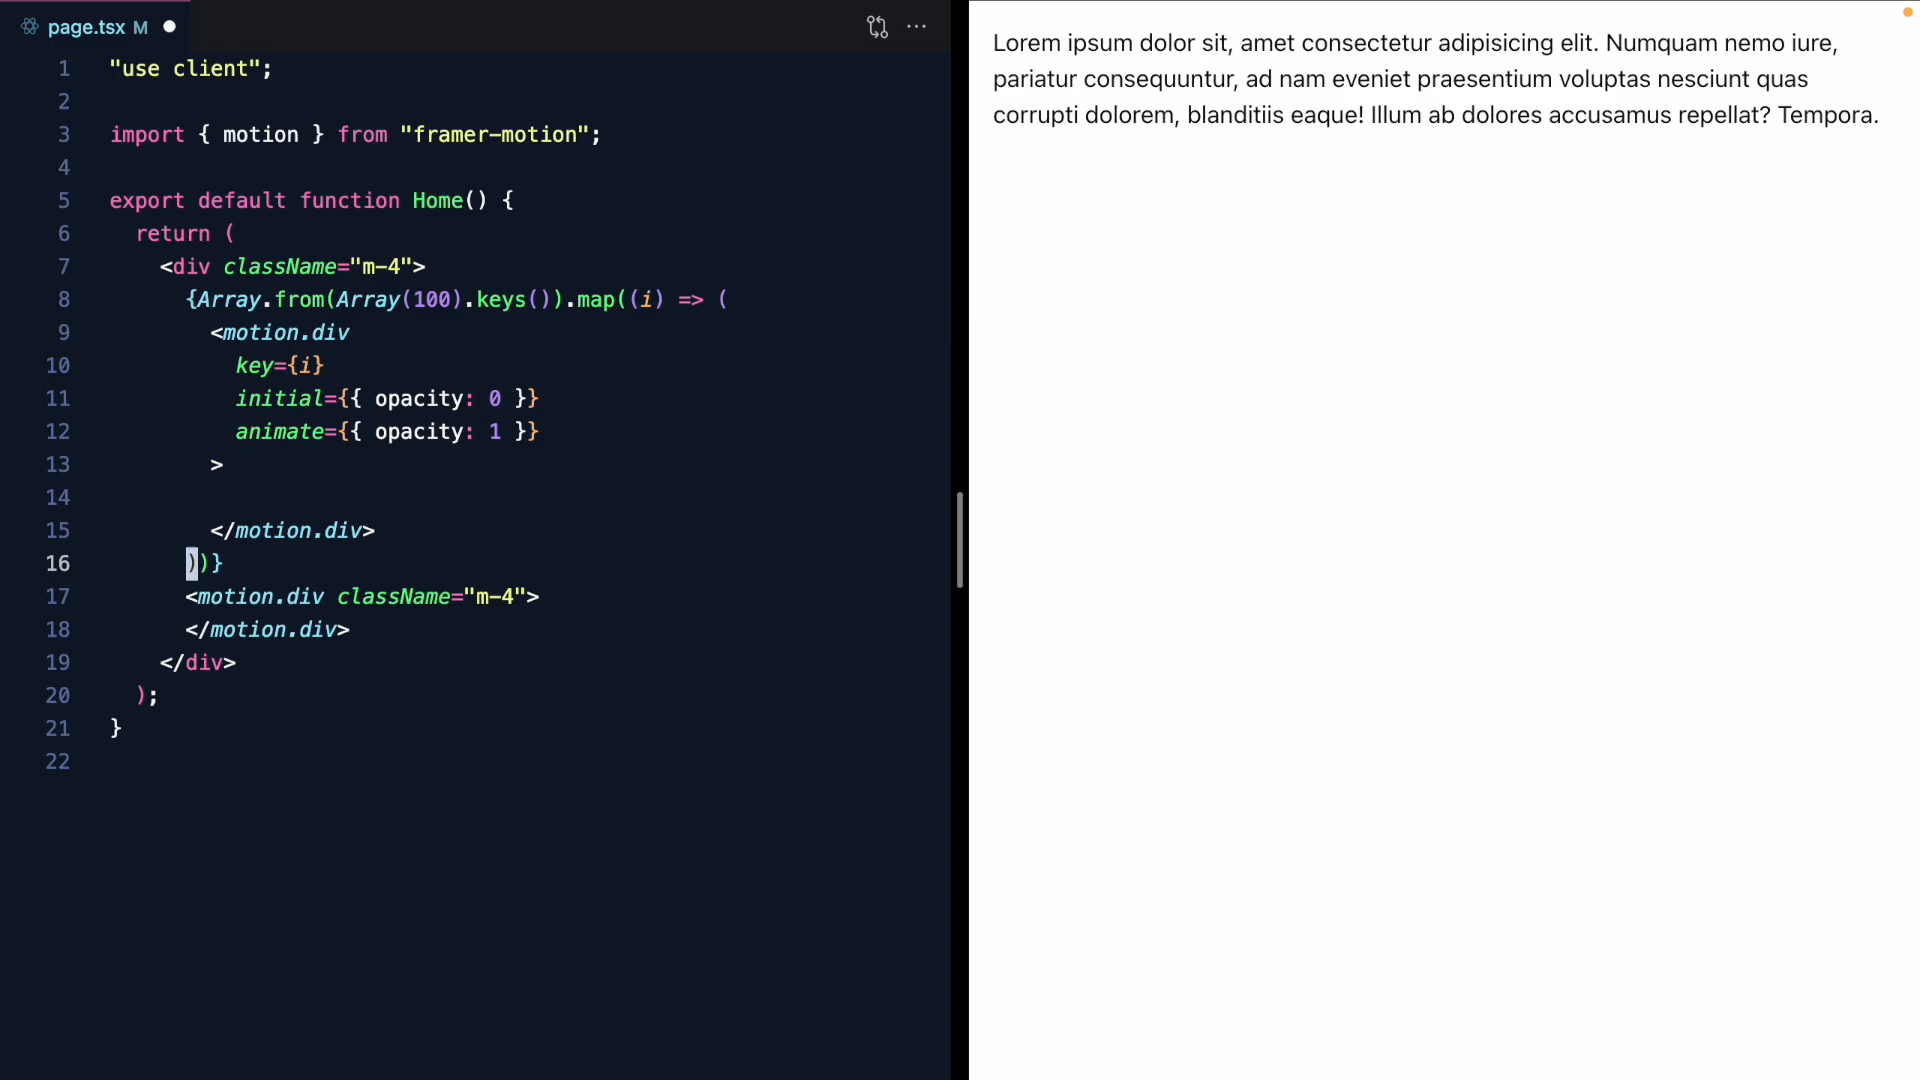 page.tsx M
1 "use client";
2
3 import { motion } from "framer-motion";
4
5 export default function Home() {
6 return (
7 <div className="m-4">
8 {Array.from(Array(100).keys()).map((i) => (
9 <motion.div
10 key={i}
11 initial={{ opacity: 0 }}
12 animate={{ opacity: 1 }}
13 >
14
15 </motion.div>
16 ))}
17 <motion.div className="m-4">
18 </motion.div>
19 </div>
20 );
21 }
22
Lorem ipsum dolor sit, amet consectetur adipisicing elit. Numquam nemo iure,
pariatur consequuntur, ad nam eveniet praesentium voluptas nesciunt quas
corrupti dolorem, blanditiis eaque! Illum ab dolores accusamus repellat? Tempora.